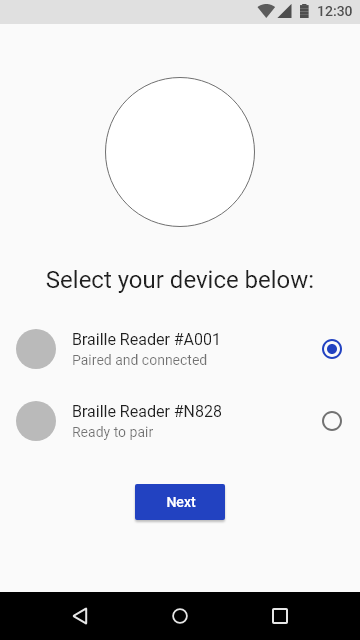 12:30
Select your device below:
Braille Reader #A001
Paired and connected
Braille Reader #N828
Ready to pair
Next